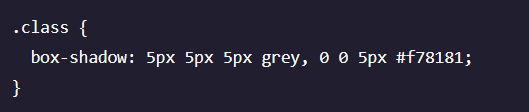 .class {
  box-shadow: 5px 5px 5px grey, 0 0 5px #f78181;
}